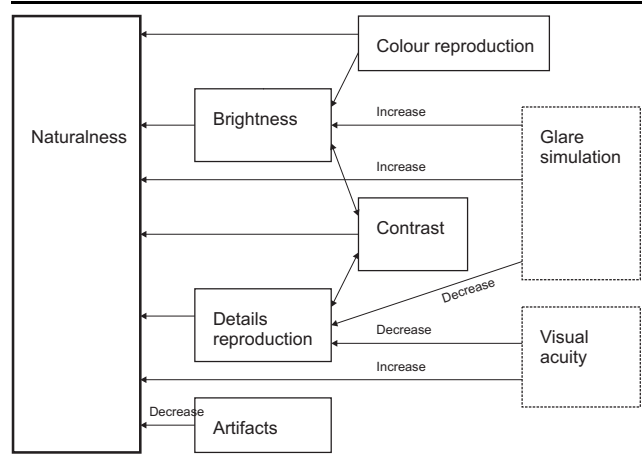 Colour reproduction
Brightness
Increase
Glare
simulation
Naturalness
Increase
Contrast
Decrease
Details
reproduction
Decrease
Visual
acuity
Increase
Decrease
Artifacts